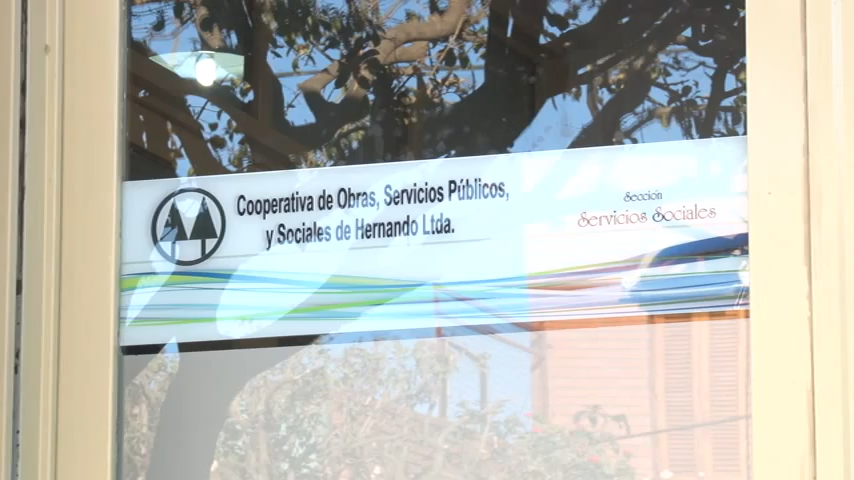 Cooperativa de Obras, Servicios Públicos,
y Sociales de Hernando Ltda.
Sección
Servicios Sociales